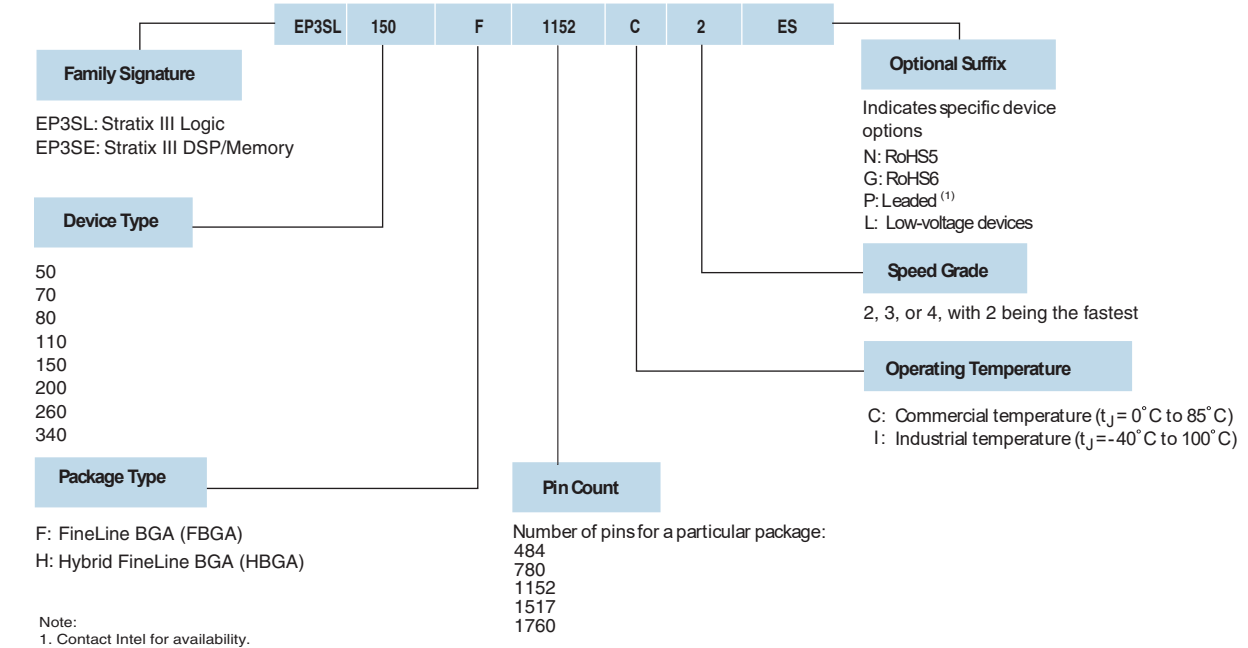 EP3SL 150 F 1152 C 2 ES
Family Signature
EP3SL: Stratix III Logic
EP3SE: Stratix III DSP/Memory
Device Type
50
70
80
110
150
200
260
340
Package Type
F: FineLine BGA (FBGA)
H: Hybrid FineLine BGA (HBGA)
Note:
1. Contact Intel for availability.
Pin Count
Number of pins for a particular package:
484
780
1152
1517
1760
Optional Suffix
Indicates specific device
options
N: RoHS5
G: RoHS6
P: Leaded (1)
L: Low-voltage devices
Speed Grade
2, 3, or 4, with 2 being the fastest
Operating Temperature
C: Commercial temperature (tJ = 0˚C to 85˚C)
I: Industrial temperature (tJ = -40˚C to 100˚C)